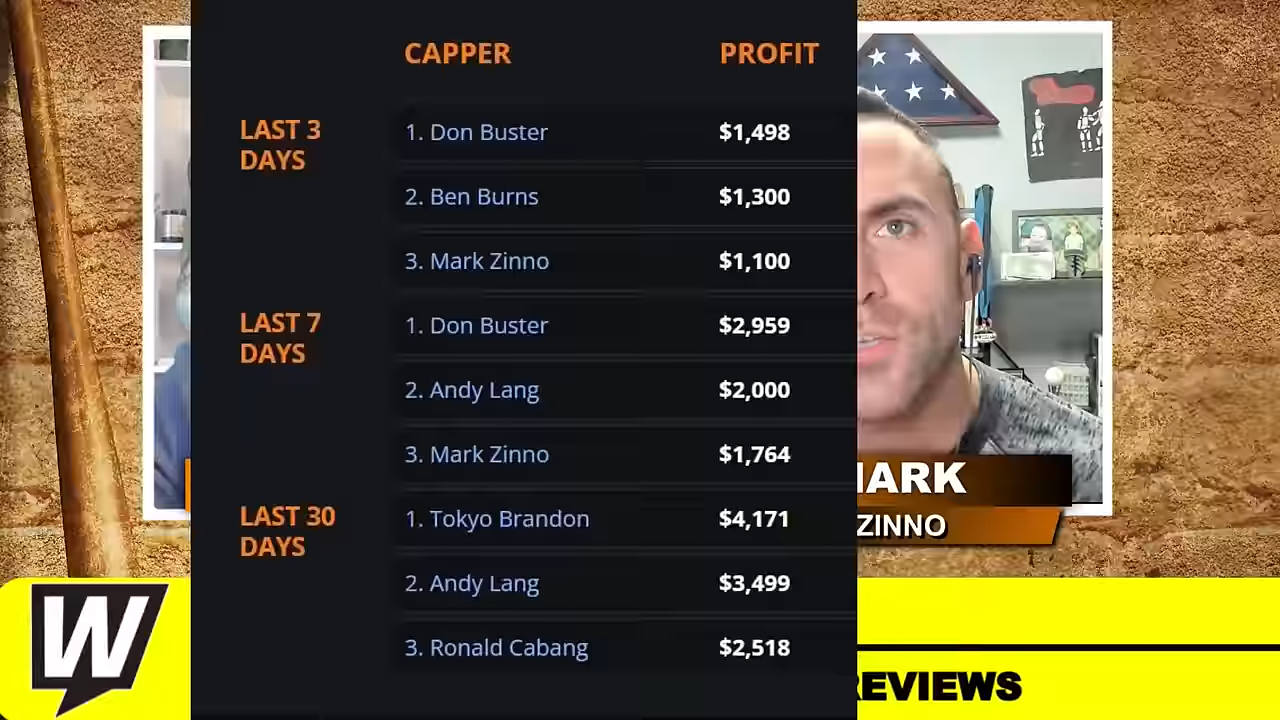 CAPPER PROFIT
LAST 3
DAYS
1. Don Buster $1,498
2. Ben Burns $1,300
3. Mark Zinno $1,100
LAST 7
DAYS
1. Don Buster $2,959
2. Andy Lang $2,000
3. Mark Zinno $1,764
LAST 30
DAYS
1. Tokyo Brandon $4,171
2. Andy Lang $3,499
3. Ronald Cabang $2,518
IARK
ZINNO
W
EVIEWS